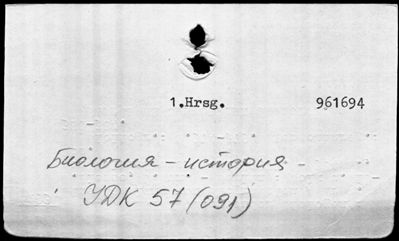 1.Hrsg. 961694
Биология – история
УДК 57 (091)